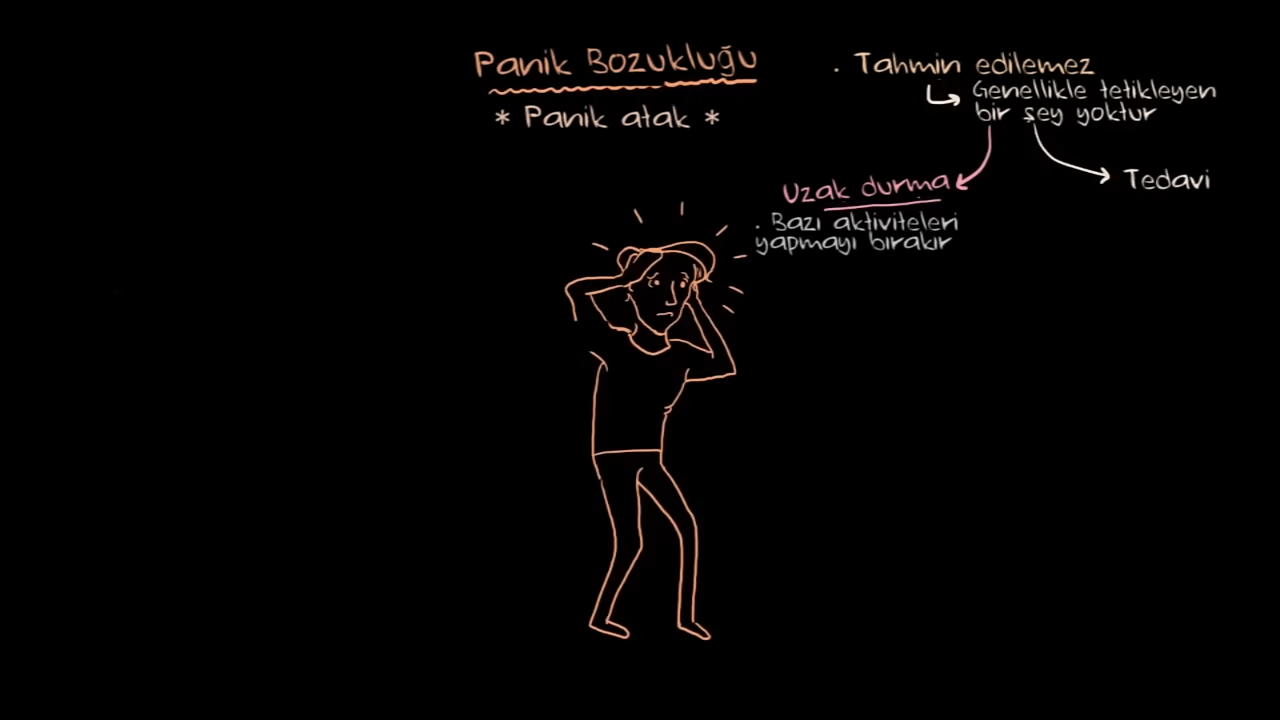 Panik Bozukluğu
* Panik atak *
. Tahmin edilemez
Genellikle tetikleyen
bir şey yoktur
Tedavi
Uzak durma
. Bazı aktiviteleri
yapmayı bırakır